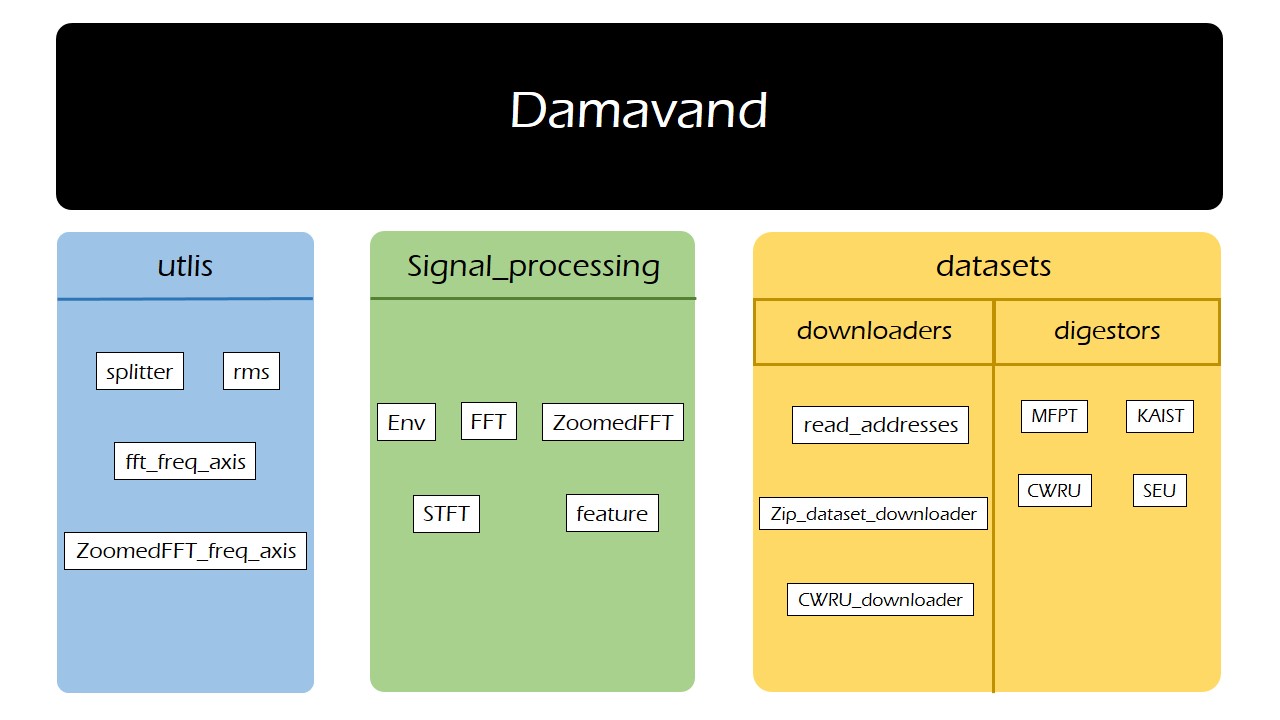 Damavand
utlis
splitter
rms
fft_freq_axis
ZoomedFFT_freq_axis
Signal_processing
Env
FFT
ZoomedFFT
STFT
feature
datasets
downloaders
read_addresses
Zip_dataset_downloader
CWRU_downloader
digestors
MFPT
KAIST
CWRU
SEU